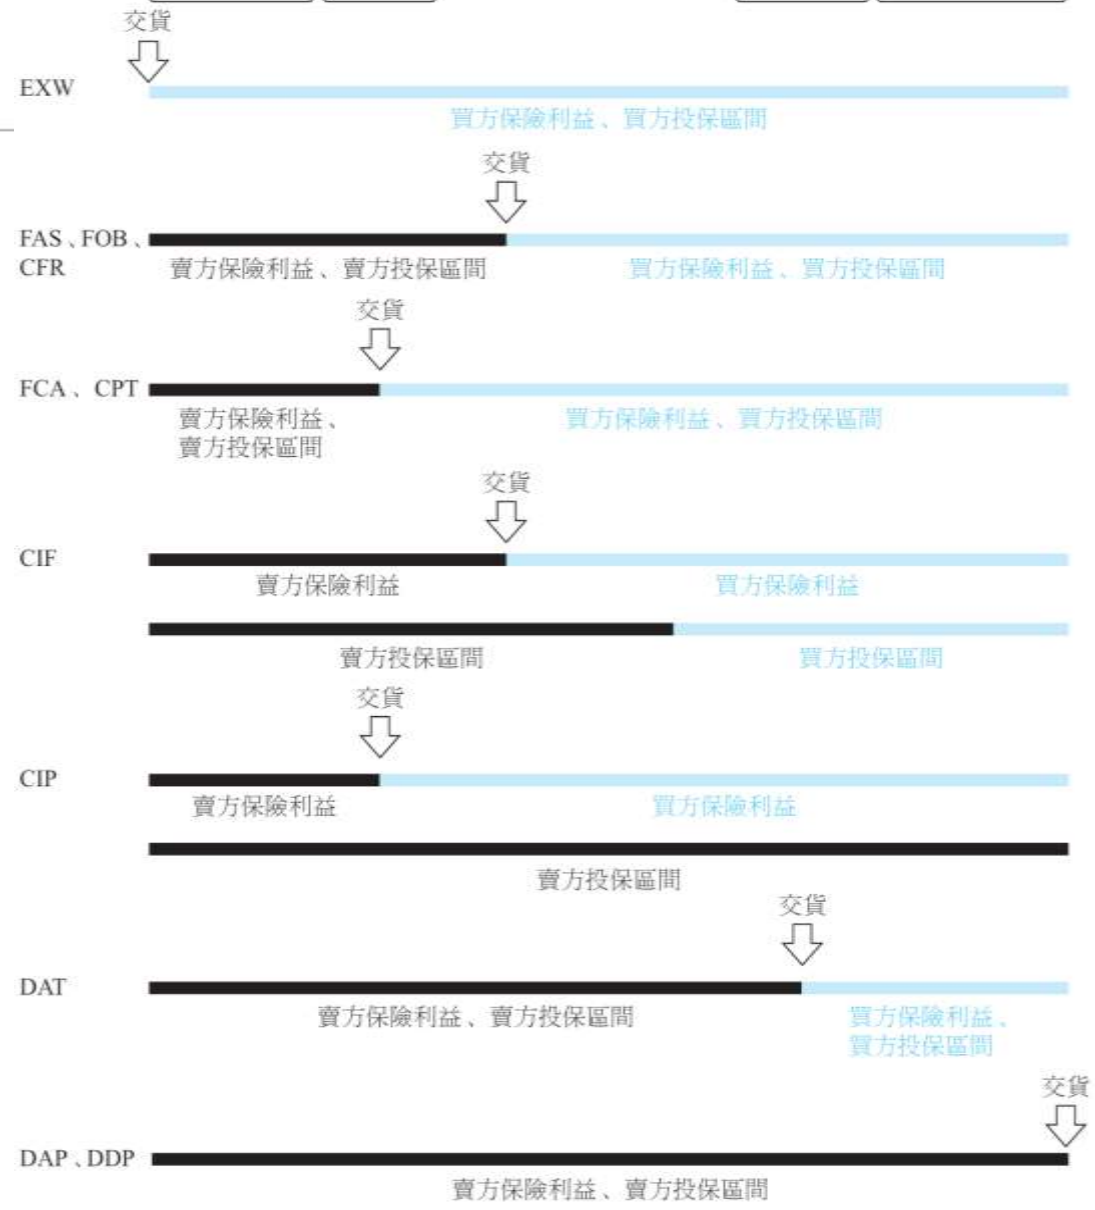 交貨
EXW
買方保險利益、買方投保區間
交貨
FAS、FOB、
CFR
賣方保險利益、賣方投保區間
買方保險利益、買方投保區間
交貨
FCA、CPT
賣方保險利益、
賣方投保區間
買方保險利益、買方投保區間
交貨
CIF
賣方保險利益
買方保險利益
賣方投保區間
買方投保區間
交貨
CIP
賣方保險利益
買方保險利益
賣方投保區間
交貨
DAT
賣方保險利益、賣方投保區間
買方保險利益、
買方投保區間
交貨
DAP、DDP
賣方保險利益、賣方投保區間